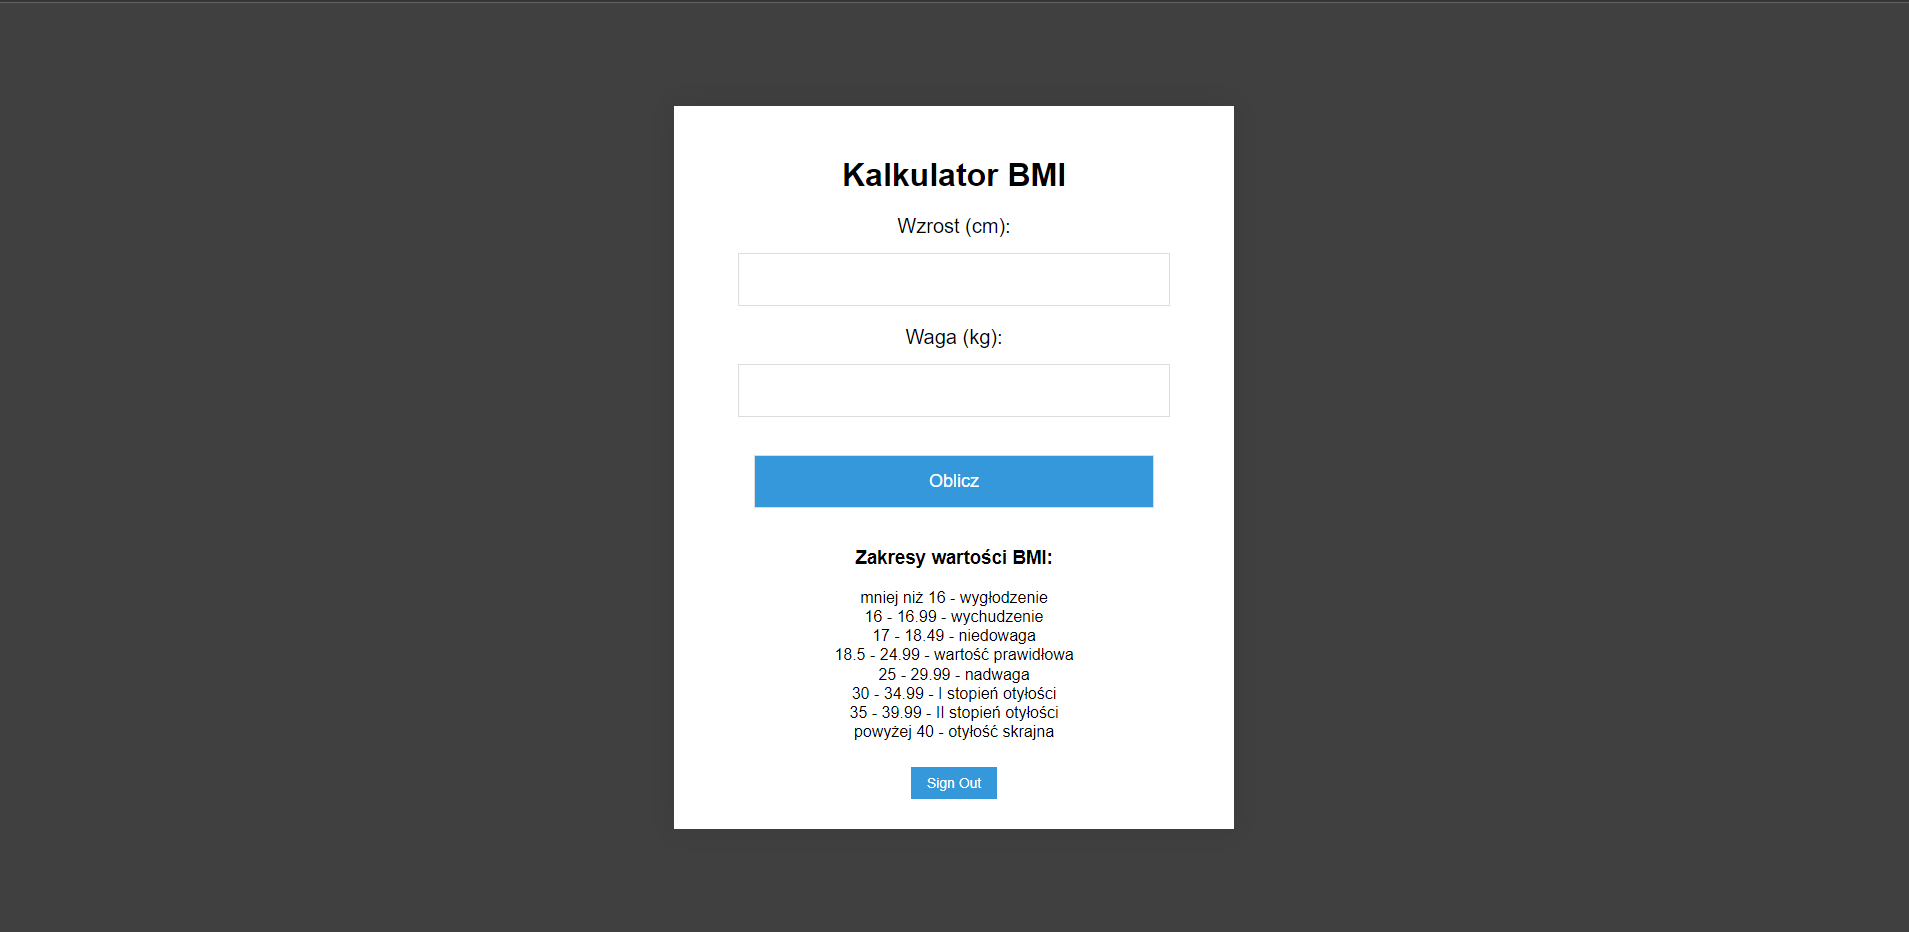 Kalkulator BMI
Wzrost (cm):
Waga (kg):
Oblicz
Zakresy wartości BMI:
mniej niż 16 - wygłodzenie
16 - 16.99 - wychudzenie
17 - 18.49 - niedowaga
18.5 - 24.99 - wartość prawidłowa
25 - 29.99 - nadwaga
30 - 34.99 - I stopień otyłości
35 - 39.99 - II stopień otyłości
powyżej 40 - otyłość skrajna
Sign Out